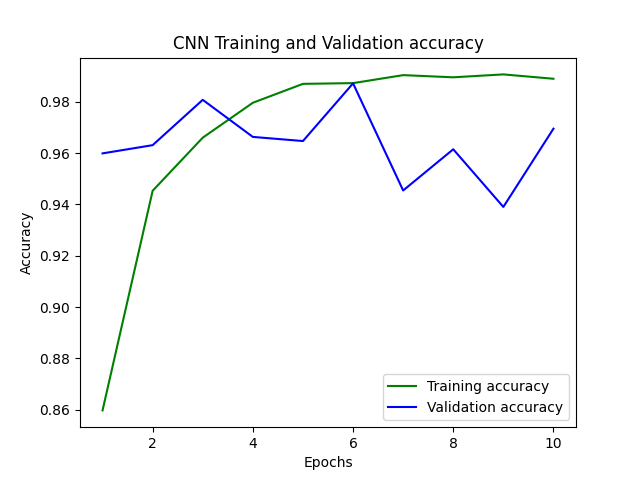 CNN Training and Validation accuracy
Accuracy
0.98
0.96
0.94
0.92
0.90
0.88
0.86
Training accuracy
Validation accuracy
2 4 6 8 10
Epochs